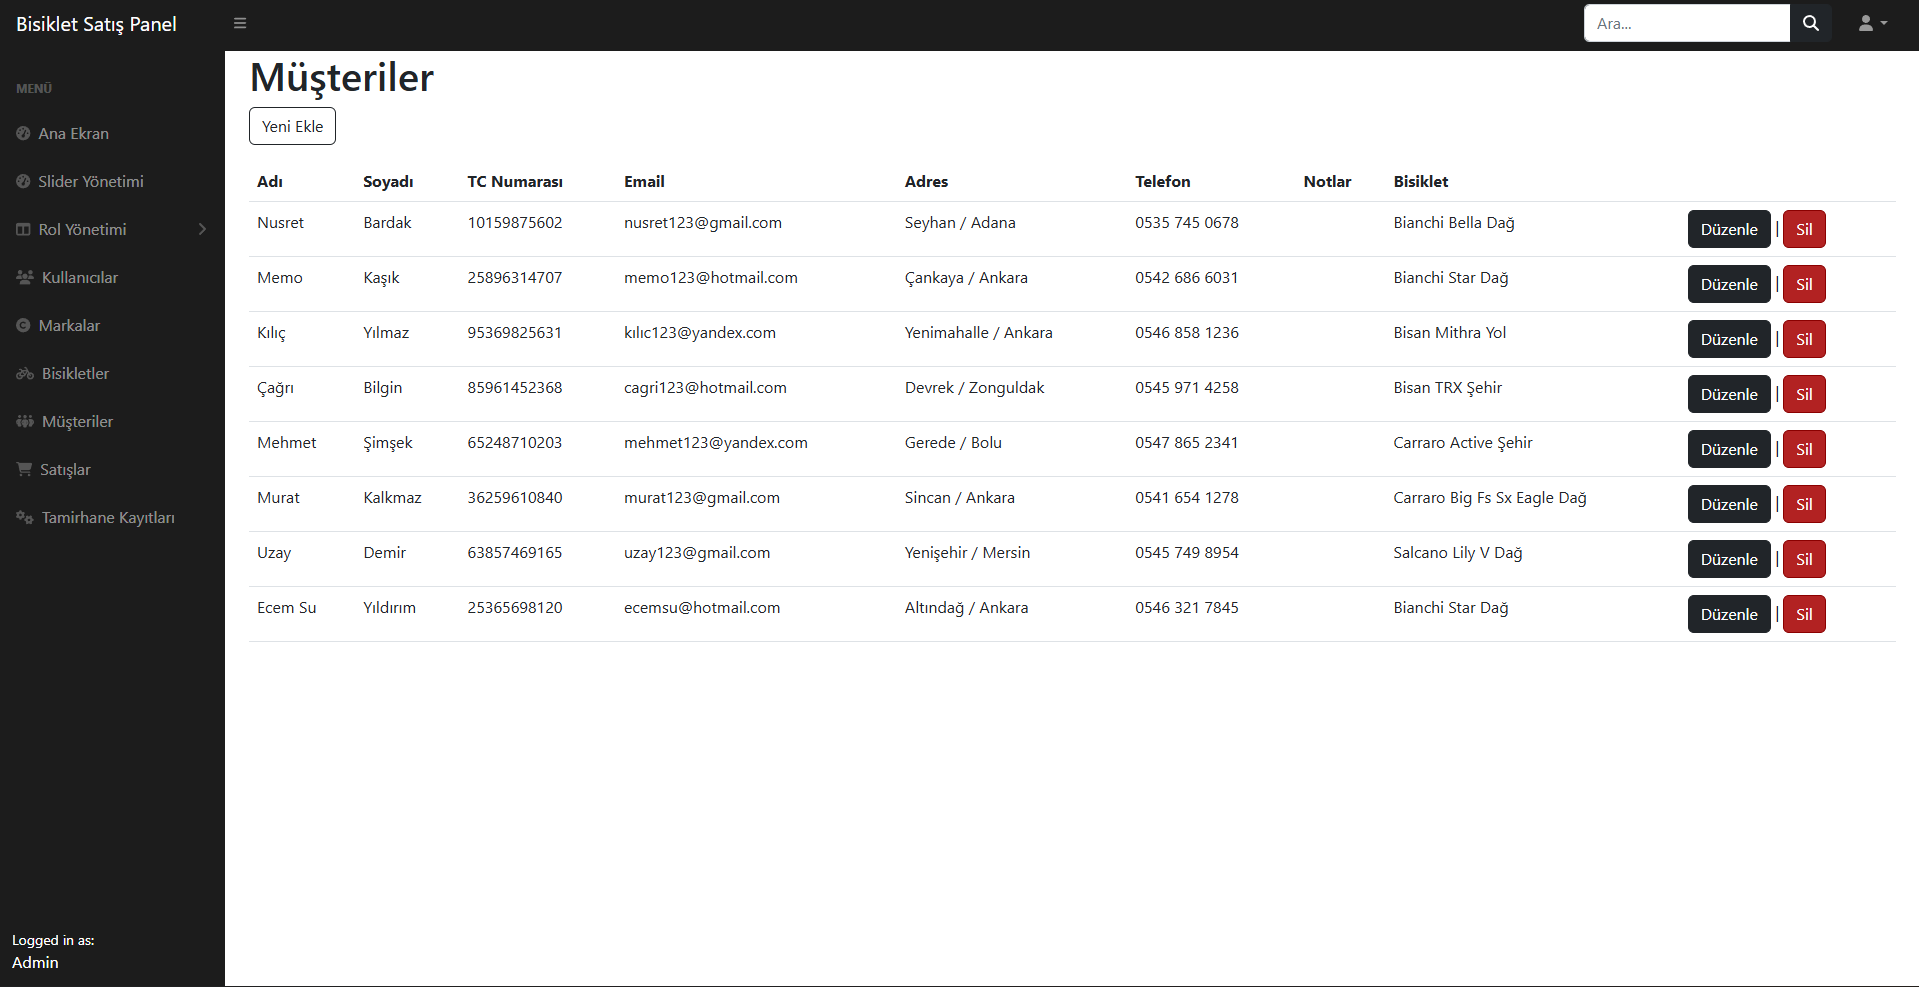 Bisiklet Satış Panel
Ara...
MENÜ
Ana Ekran
Slider Yönetimi
Rol Yönetimi
Kullanıcılar
Markalar
Bisikletler
Müşteriler
Satışlar
Tamirhane Kayıtları
Logged in as:
Admin
Müşteriler
Yeni Ekle
Adı Soyadı TC Numarası Email Adres Telefon Notlar Bisiklet
Nusret Bardak 10159875602 nusret123@gmail.com Seyhan / Adana 0535 745 0678 Bianchi Bella Dağ Düzenle | Sil
Memo Kaşık 25896314707 memo123@hotmail.com Çankaya / Ankara 0542 686 6031 Bianchi Star Dağ Düzenle | Sil
Kılıç Yılmaz 95369825631 kılıc123@yandex.com Yenimahalle / Ankara 0546 858 1236 Bisan Mithra Yol Düzenle | Sil
Çağrı Bilgin 85961452368 cagri123@hotmail.com Devrek / Zonguldak 0545 971 4258 Bisan TRX Şehir Düzenle | Sil
Mehmet Şimşek 65248710203 mehmet123@yandex.com Gerede / Bolu 0547 865 2341 Carraro Active Şehir Düzenle | Sil
Murat Kalkmaz 36259610840 murat123@gmail.com Sincan / Ankara 0541 654 1278 Carraro Big Fs Sx Eagle Dağ Düzenle | Sil
Uzay Demir 63857469165 uzay123@gmail.com Yenişehir / Mersin 0545 749 8954 Salcano Lily V Dağ Düzenle | Sil
Ecem Su Yıldırım 25365698120 ecemsu@hotmail.com Altındağ / Ankara 0546 321 7845 Bianchi Star Dağ Düzenle | Sil